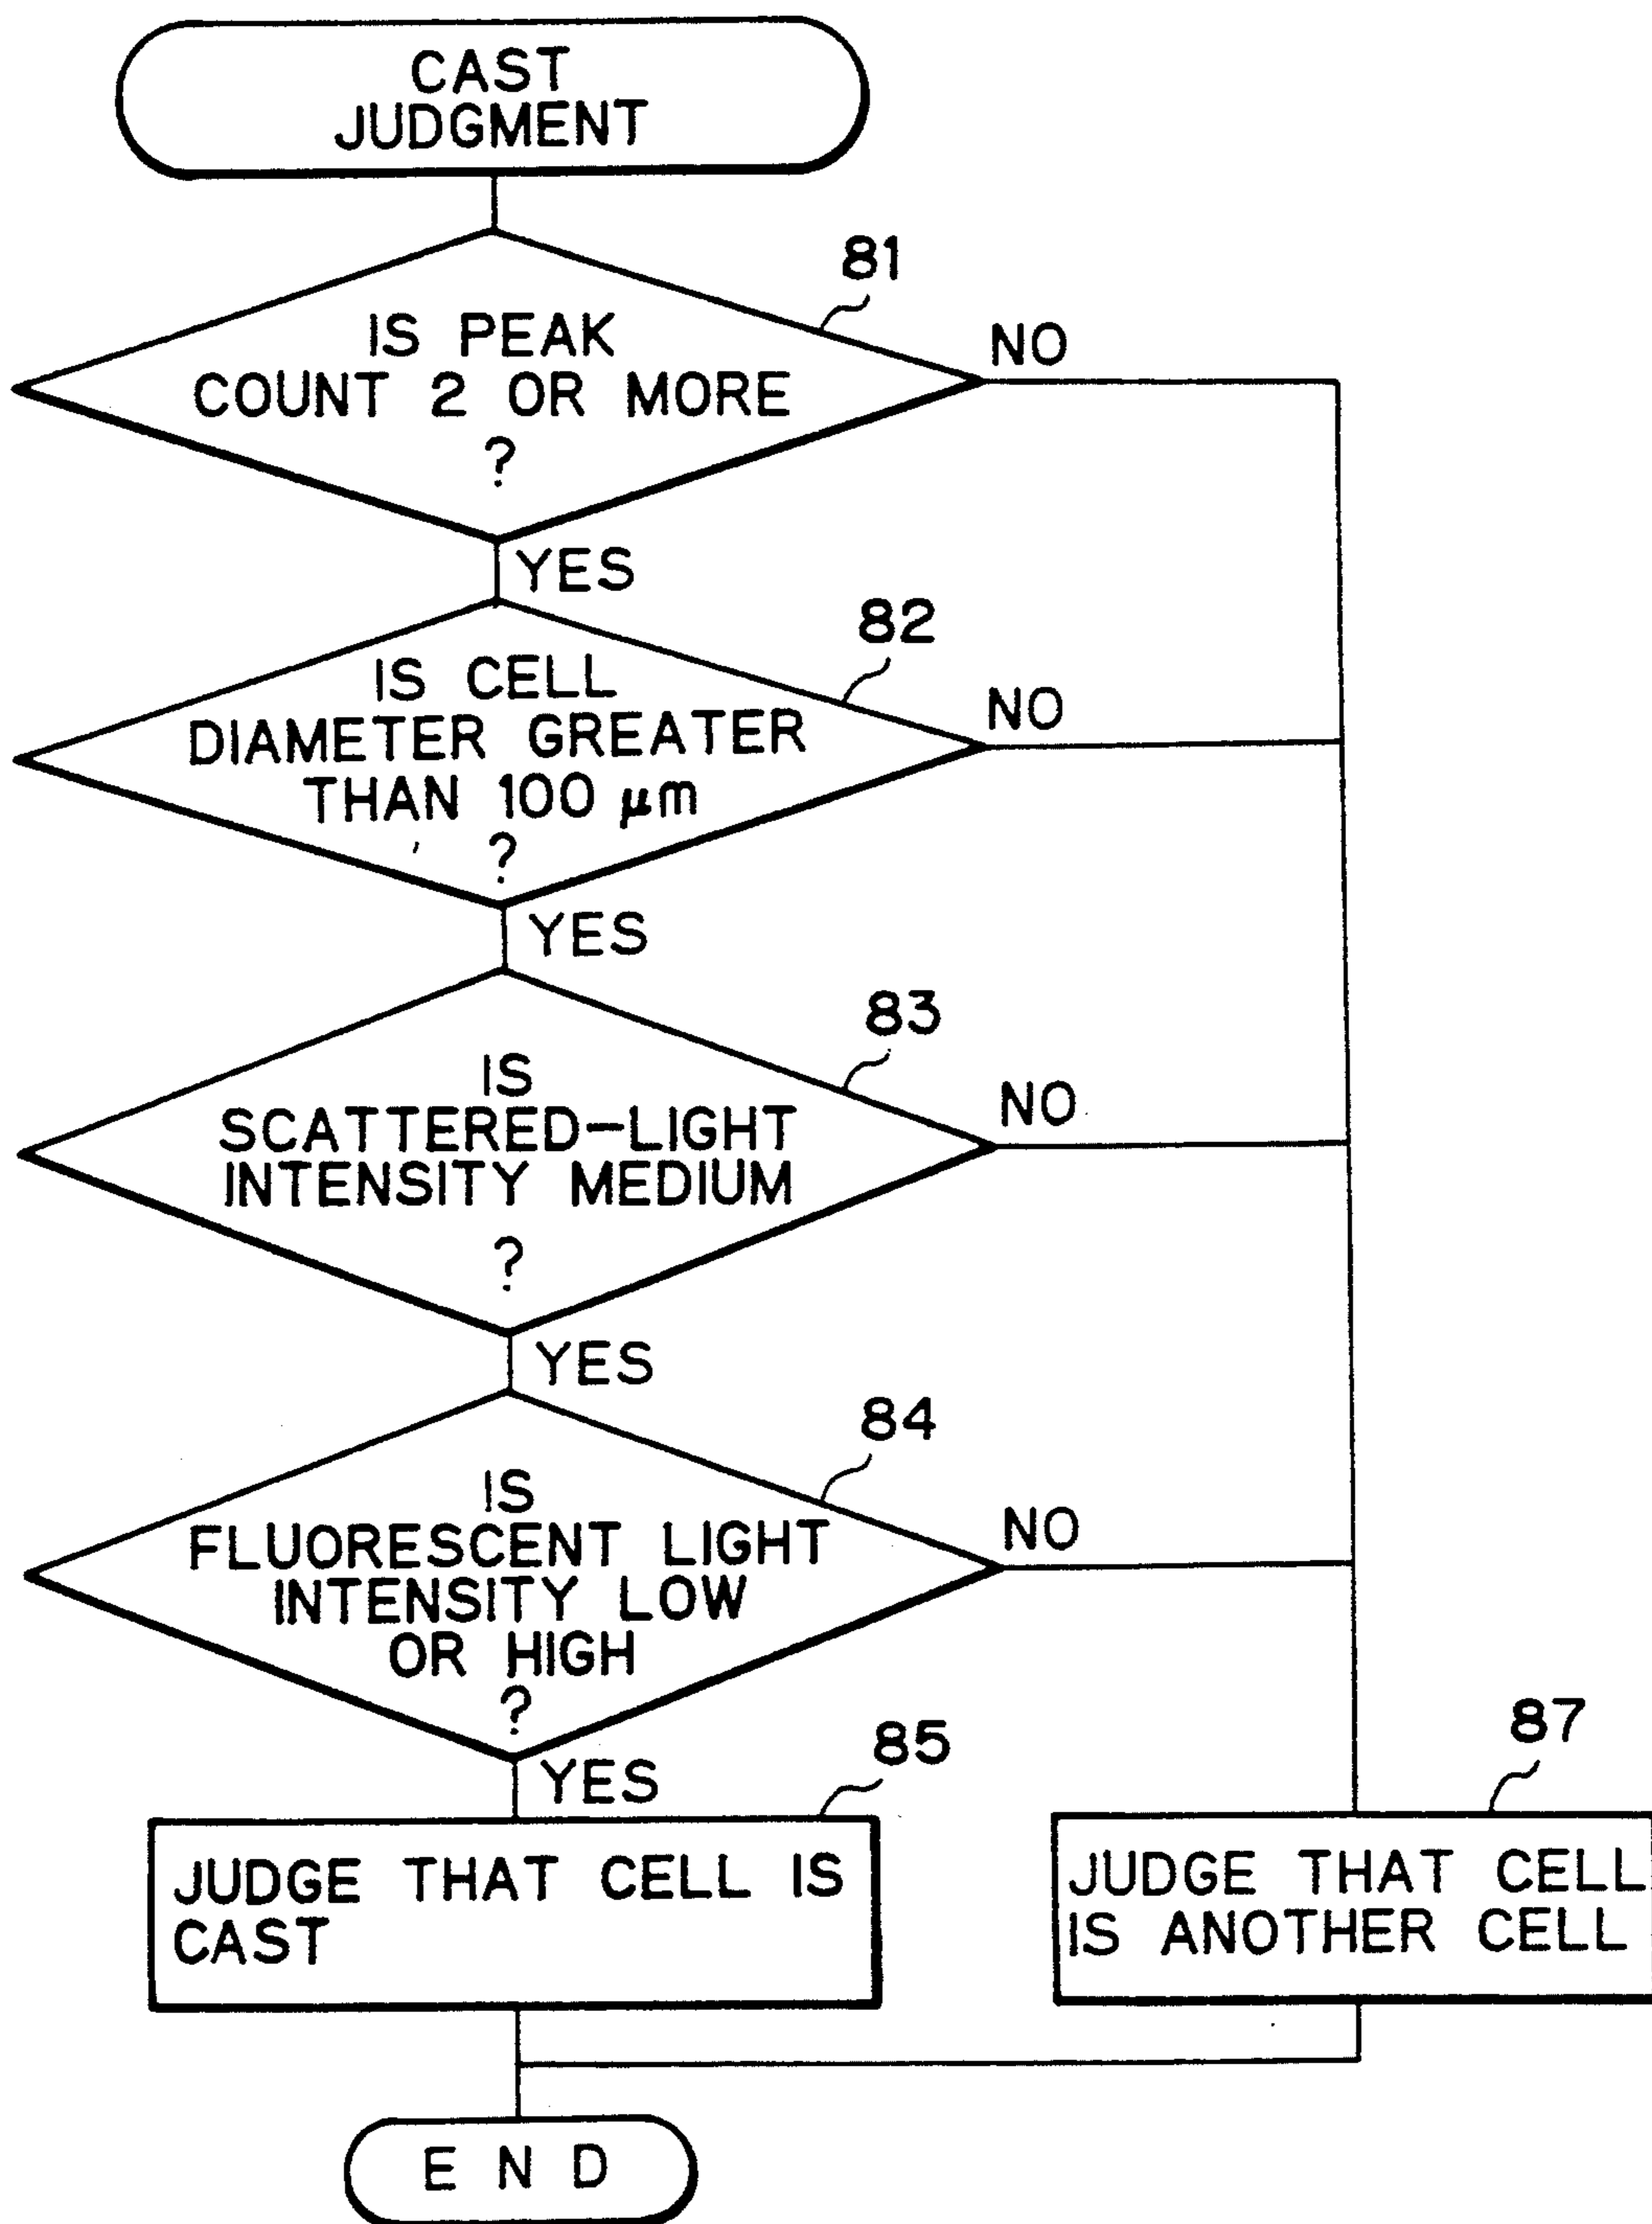 CAST
JUDGMENT
81
IS PEAK
COUNT 2 OR MORE
?
NO
YES
82
IS CELL
DIAMETER GREATER
THAN 100 μm
?
NO
YES
83
IS
SCATTERED-LIGHT
INTENSITY MEDIUM
?
NO
YES
84
IS
FLUORESCENT LIGHT
INTENSITY LOW
OR HIGH
?
NO
YES
85
JUDGE THAT CELL IS
CAST
87
JUDGE THAT CELL
IS ANOTHER CELL
END